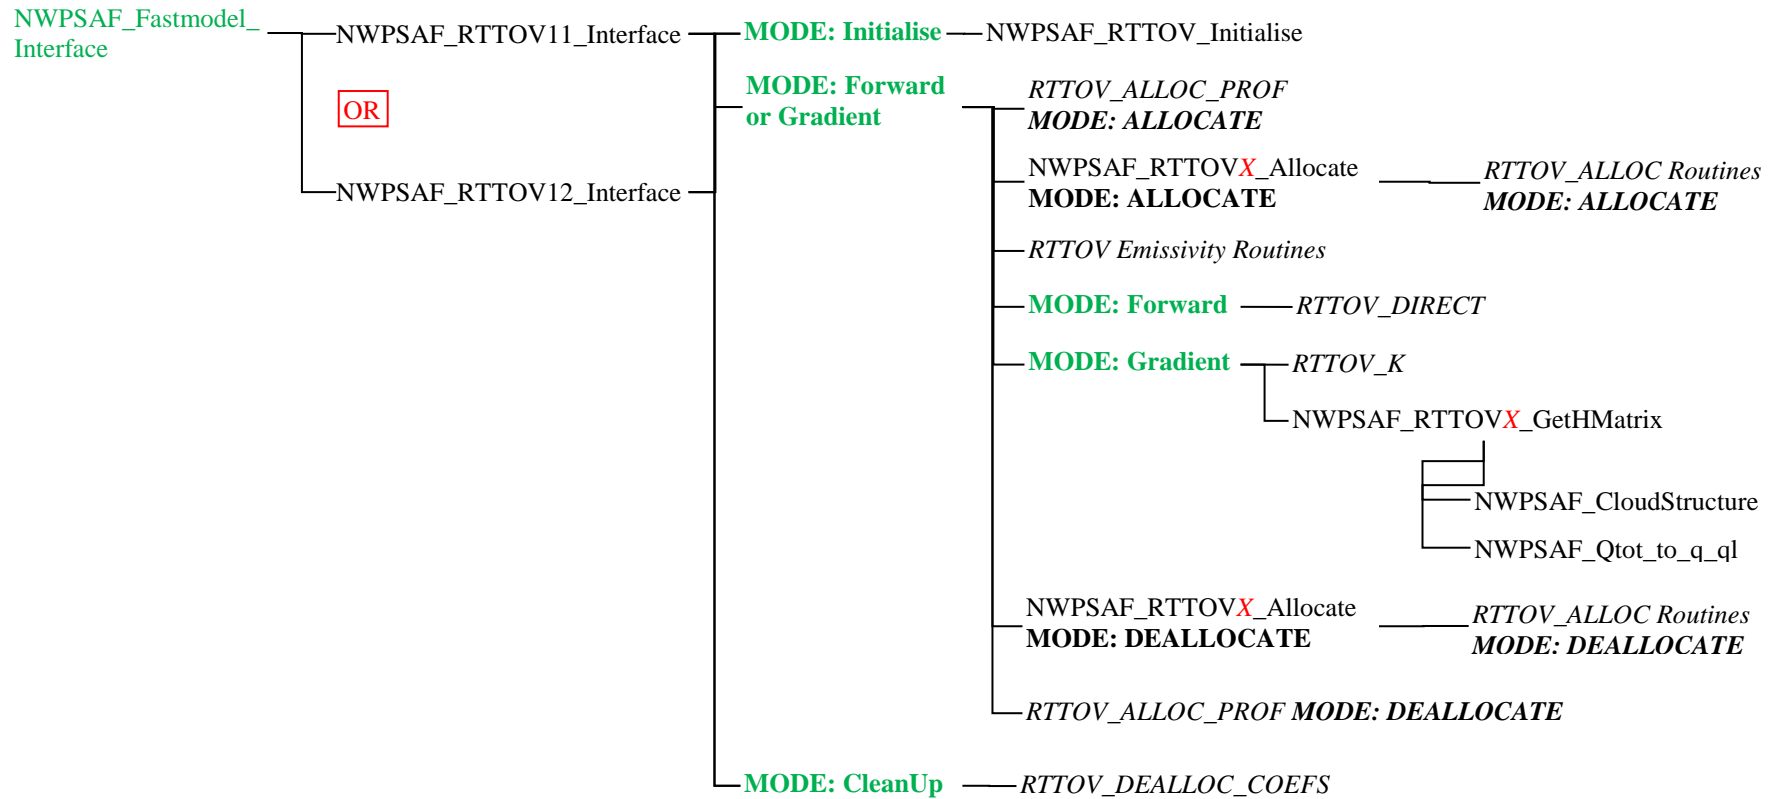 NWPSAF_Fastmodel_
Interface
NWPSAF_RTTOV11_Interface
OR
NWPSAF_RTTOV12_Interface
MODE: Initialise
NWPSAF_RTTOV_Initialise
MODE: Forward
or Gradient
RTTOV_ALLOC_PROF
MODE: ALLOCATE
NWPSAF_RTTOVX_Allocate
MODE: ALLOCATE
RTTOV_ALLOC Routines
MODE: ALLOCATE
RTTOV Emissivity Routines
MODE: Forward
RTTOV_DIRECT
MODE: Gradient
RTTOV_K
NWPSAF_RTTOVX_GetHMatrix
NWPSAF_CloudStructure
NWPSAF_Qtot_to_q_ql
NWPSAF_RTTOVX_Allocate
MODE: DEALLOCATE
RTTOV_ALLOC Routines
MODE: DEALLOCATE
RTTOV_ALLOC_PROF MODE: DEALLOCATE
MODE: CleanUp
RTTOV_DEALLOC_COEFS